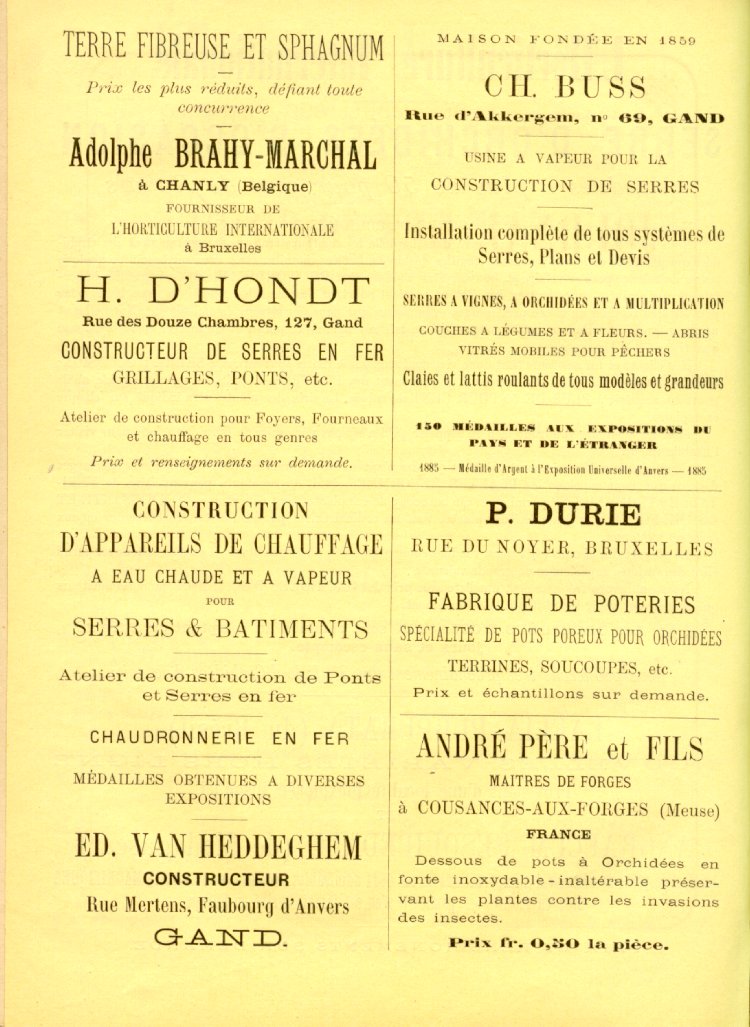 TERRE FIBREUSE ET SPHAGNUM
Prix les plus réduits, défiant toute
concurrence
Adolphe BRAHY-MARCHAL
à CHANLY (Belgique)
FOURNISSEUR DE
L'HORTICULTURE INTERNATIONALE
à Bruxelles
H. D'HONDT
Rue des Douze Chambres, 127, Gand
CONSTRUCTEUR DE SERRES EN FER
GRILLAGES, PONTS, etc.
Atelier de construction pour Foyers, Fourneaux
et chauffage en tous genres
Prix et renseignements sur demande.
CONSTRUCTION
D'APPAREILS DE CHAUFFAGE
A EAU CHAUDE ET A VAPEUR
POUR
SERRES & BATIMENTS
Atelier de construction de Ponts
et Serres en fer
CHAUDRONNERIE EN FER
MÉDAILLES OBTENUES A DIVERSES
EXPOSITIONS
ED. VAN HEDDEGHEM
CONSTRUCTEUR
Rue Mertens, Faubourg d'Anvers
GAND.
MAISON FONDÉE EN 1859
CH. BUSS
Rue d'Akkergem, n° 69, GAND
USINE A VAPEUR POUR LA
CONSTRUCTION DE SERRES
Installation complète de tous systèmes de
Serres, Plans et Devis
SERRES A VIGNES, A ORCHIDÉES ET A MULTIPLICATION
COUCHES A LÉGUMES ET A FLEURS. — ABRIS
VITRÉS MOBILES POUR PÊCHERS
Claies et lattis roulants de tous modèles et grandeurs
150 MÉDAILLES AUX EXPOSITIONS DU
PAYS ET DE L'ÉTRANGER
1885 — Médaille d'Argent à l'Exposition Universelle d'Anvers — 1885
P. DURIE
RUE DU NOYER, BRUXELLES
FABRIQUE DE POTERIES
SPÉCIALITÉ DE POTS POREUX POUR ORCHIDÉES
TERRINES, SOUCOUPES, etc.
Prix et échantillons sur demande.
ANDRÉ PÈRE et FILS
MAITRES DE FORGES
à COUSANCES-AUX-FORGES (Meuse)
FRANCE
Dessous de pots à Orchidées en
fonte inoxydable-inaltérable préser-
vant les plantes contre les invasions
des insectes.
Prix fr. 0,50 la pièce.